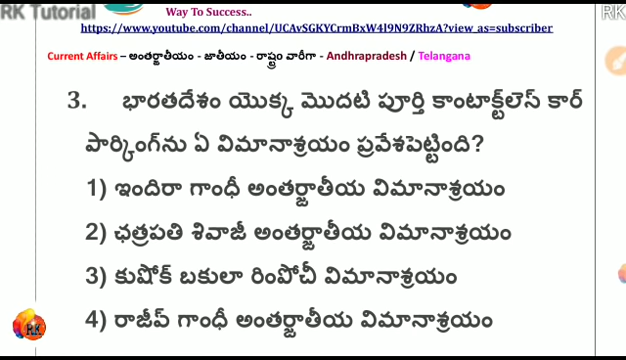 RK Tutorial
Way To Success..
RK
https://www.youtube.com/channel/UCAvSGKYCrmBxW4I9N9ZRhzA?view_as=subscriber
Current Affairs – అంతర్జాతీయం - జాతీయం - రాష్ట్రం వారీగా - Andhrapradesh / Telangana
3. భారతదేశం యొక్క మొదటి పూర్తి కాంటాక్ట్‌లెస్ కార్
పార్కింగ్‌ను ఏ విమానాశ్రయం ప్రవేశపెట్టింది?
1) ఇందిరా గాంధీ అంతర్జాతీయ విమానాశ్రయం
2) ఛత్రపతి శివాజీ అంతర్జాతీయ విమానాశ్రయం
3) కుషోక్ బకులా రింపోచీ విమానాశ్రయం
4) రాజీవ్ గాంధీ అంతర్జాతీయ విమానాశ్రయం
RK